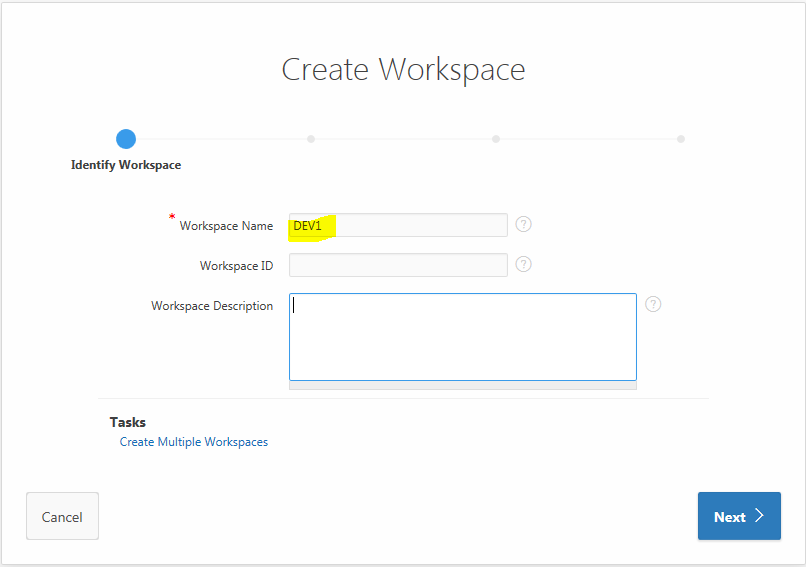 Create Workspace
Identify Workspace
* Workspace Name DEV1 ?
Workspace ID ?
Workspace Description ?
Tasks
Create Multiple Workspaces
Cancel Next